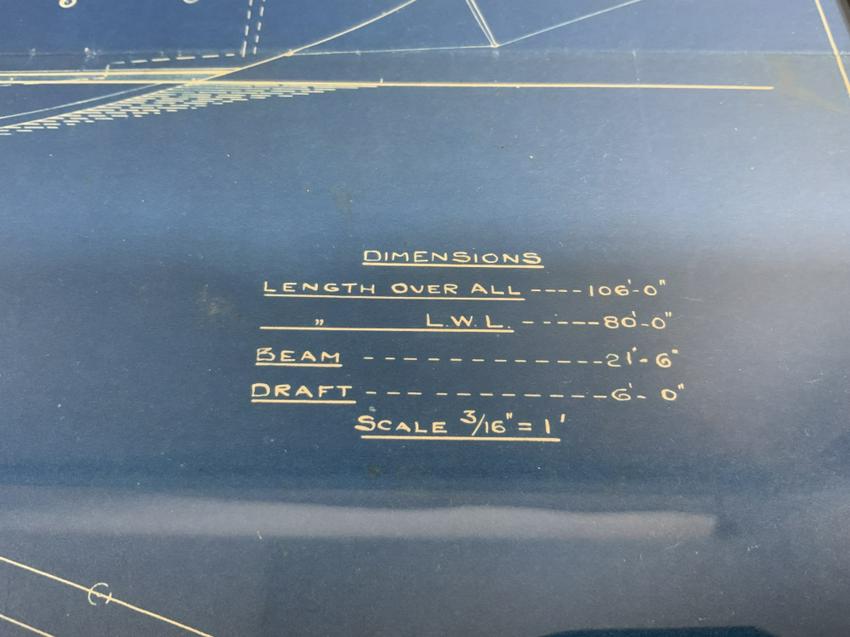 DIMENSIONS
LENGTH OVER ALL ---- 106'-0"
" L.W.L. ----- 80'-0"
BEAM ------------- 21'-6"
DRAFT ------------ 6'-0"
SCALE 3/16" = 1'